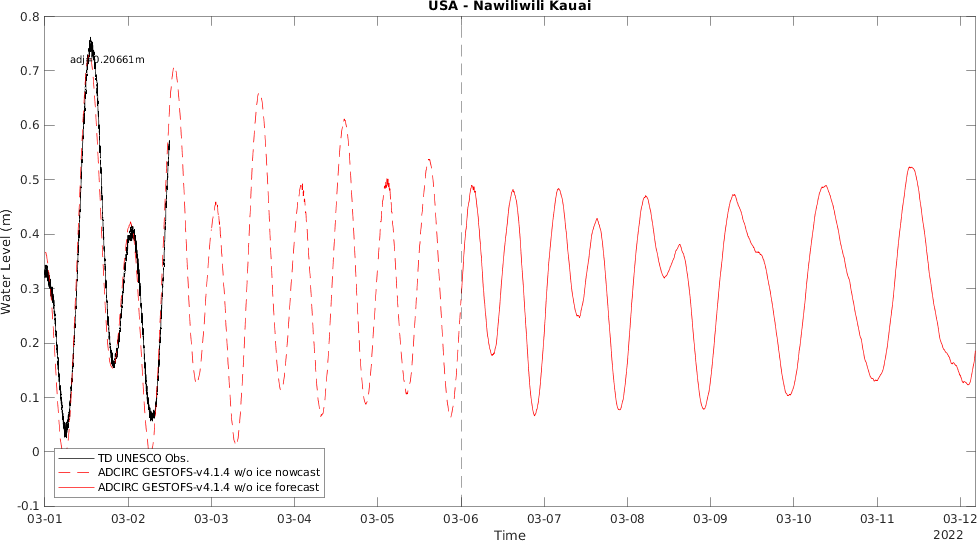 USA - Nawiliwili Kauai
0.8
0.7
0.6
0.5
0.4
0.3
0.2
0.1
0
-0.1
Water Level (m)
TD UNESCO Obs.
ADCIRC GESTOFS-v4.1.4 w/o ice nowcast
ADCIRC GESTOFS-v4.1.4 w/o ice forecast
03-01 03-02 03-03 03-04 03-05 03-06 03-07 03-08 03-09 03-10 03-11 03-12
Time
2022